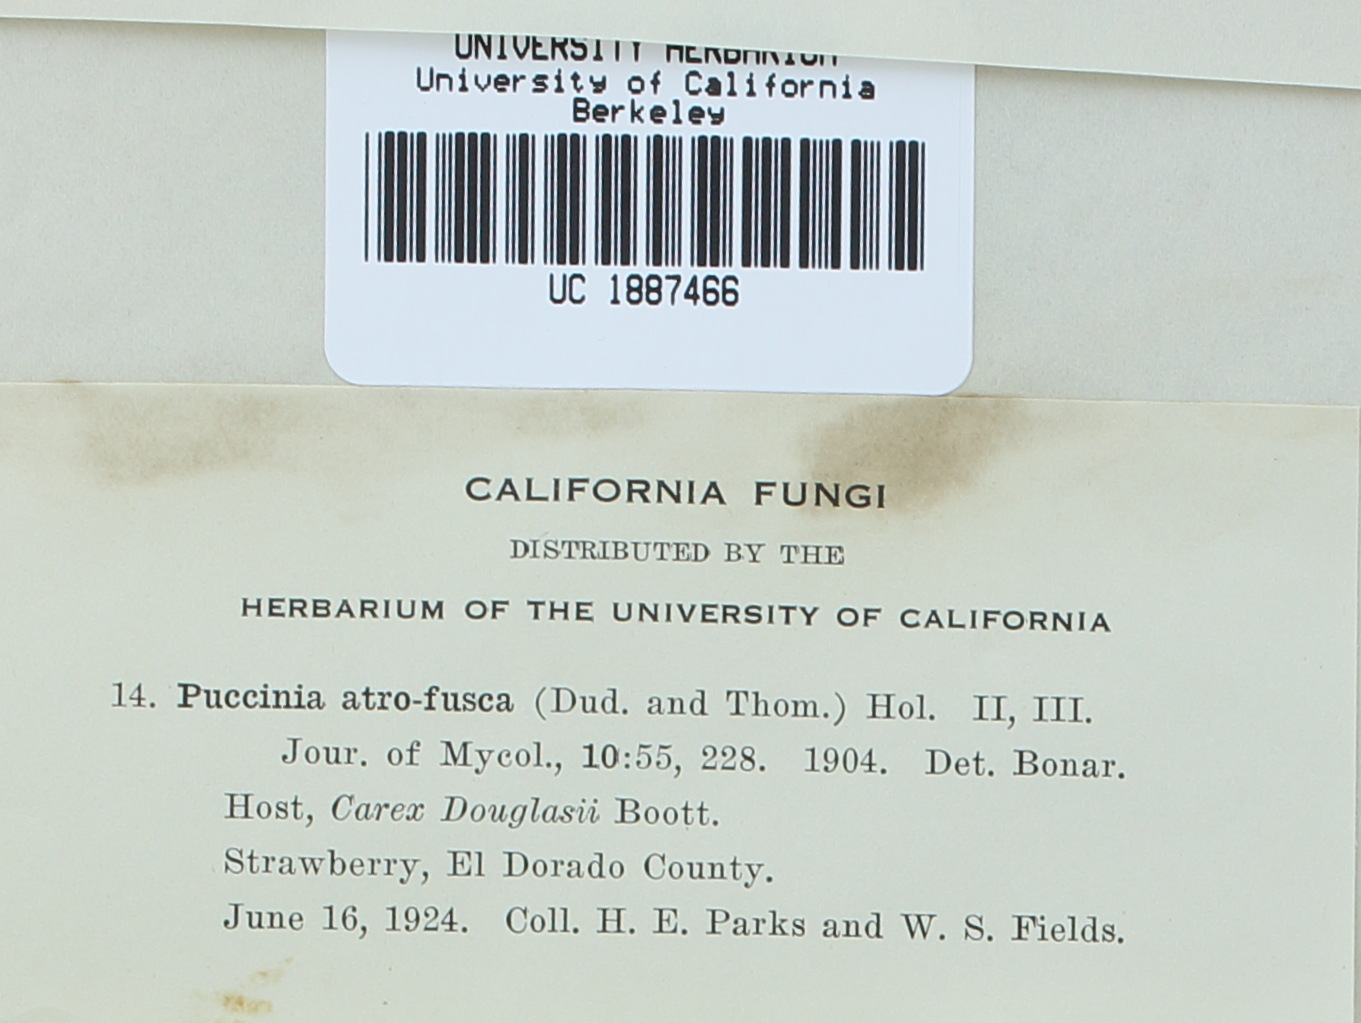 UNIVERSITY HERBARIUM
University of California
Berkeley
UC 1887466
CALIFORNIA FUNGI
DISTRIBUTED BY THE
HERBARIUM OF THE UNIVERSITY OF CALIFORNIA
14. Puccinia atro-fusca (Dud. and Thom.) Hol. II, III.
Jour. of Mycol., 10:55, 228. 1904. Det. Bonar.
Host, Carex Douglasii Boott.
Strawberry, El Dorado County.
June 16, 1924. Coll. H. E. Parks and W. S. Fields.